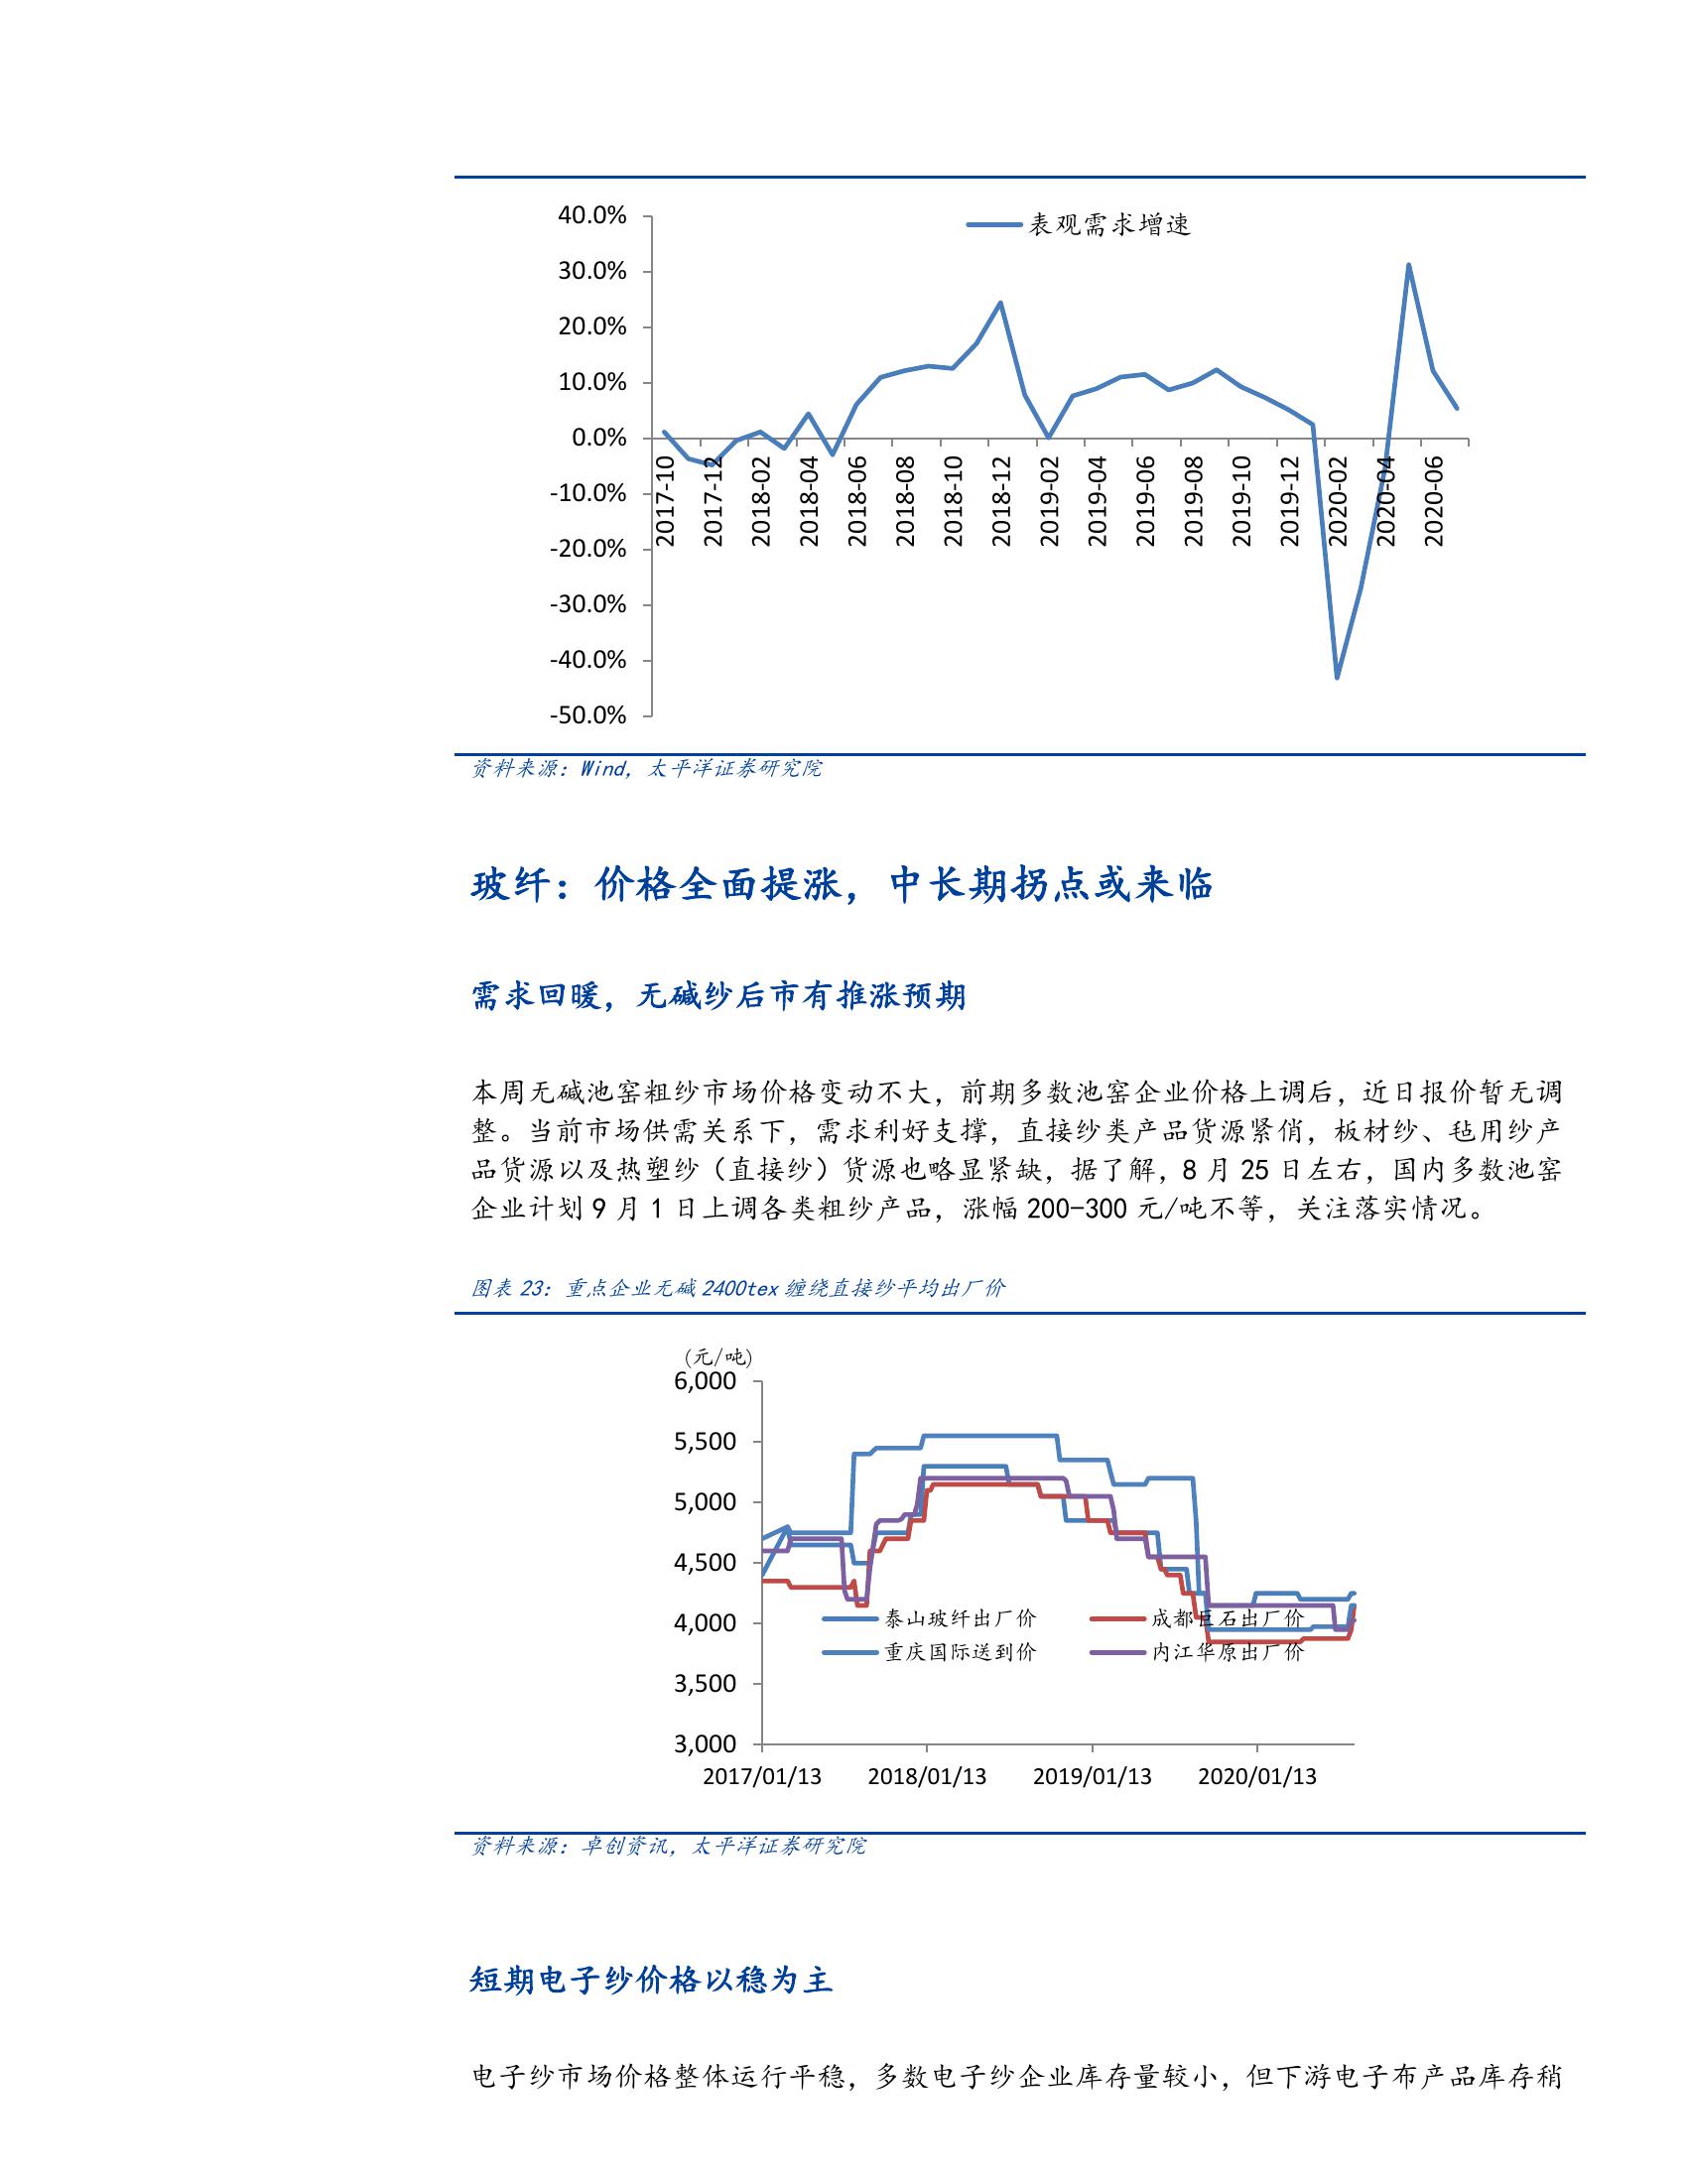 40.0%
30.0%
20.0%
10.0%
0.0%
-10.0%
-20.0%
-30.0%
-40.0%
-50.0%
表观需求增速
2017-10
2017-12
2018-02
2018-04
2018-06
2018-08
2018-10
2018-12
2019-02
2019-04
2019-06
2019-08
2019-10
2019-12
2020-02
2020-04
2020-06
资料来源：Wind，太平洋证券研究院
玻纤：价格全面提涨，中长期拐点或来临
需求回暖，无碱纱后市有推涨预期
本周无碱池窑粗纱市场价格变动不大，前期多数池窑企业价格上调后，近日报价暂无调
整。当前市场供需关系下，需求利好支撑，直接纱类产品货源紧俏，板材纱、毡用纱产
品货源以及热塑纱（直接纱）货源也略显紧缺，据了解，8 月 25 日左右，国内多数池窑
企业计划 9 月 1 日上调各类粗纱产品，涨幅 200-300 元/吨不等，关注落实情况。
图表 23：重点企业无碱 2400tex 缠绕直接纱平均出厂价
(元/吨)
6,000
5,500
5,000
4,500
4,000
3,500
3,000
泰山玻纤出厂价
成都巨石出厂价
重庆国际送到价
内江华原出厂价
2017/01/13
2018/01/13
2019/01/13
2020/01/13
资料来源：卓创资讯，太平洋证券研究院
短期电子纱价格以稳为主
电子纱市场价格整体运行平稳，多数电子纱企业库存量较小，但下游电子布产品库存稍